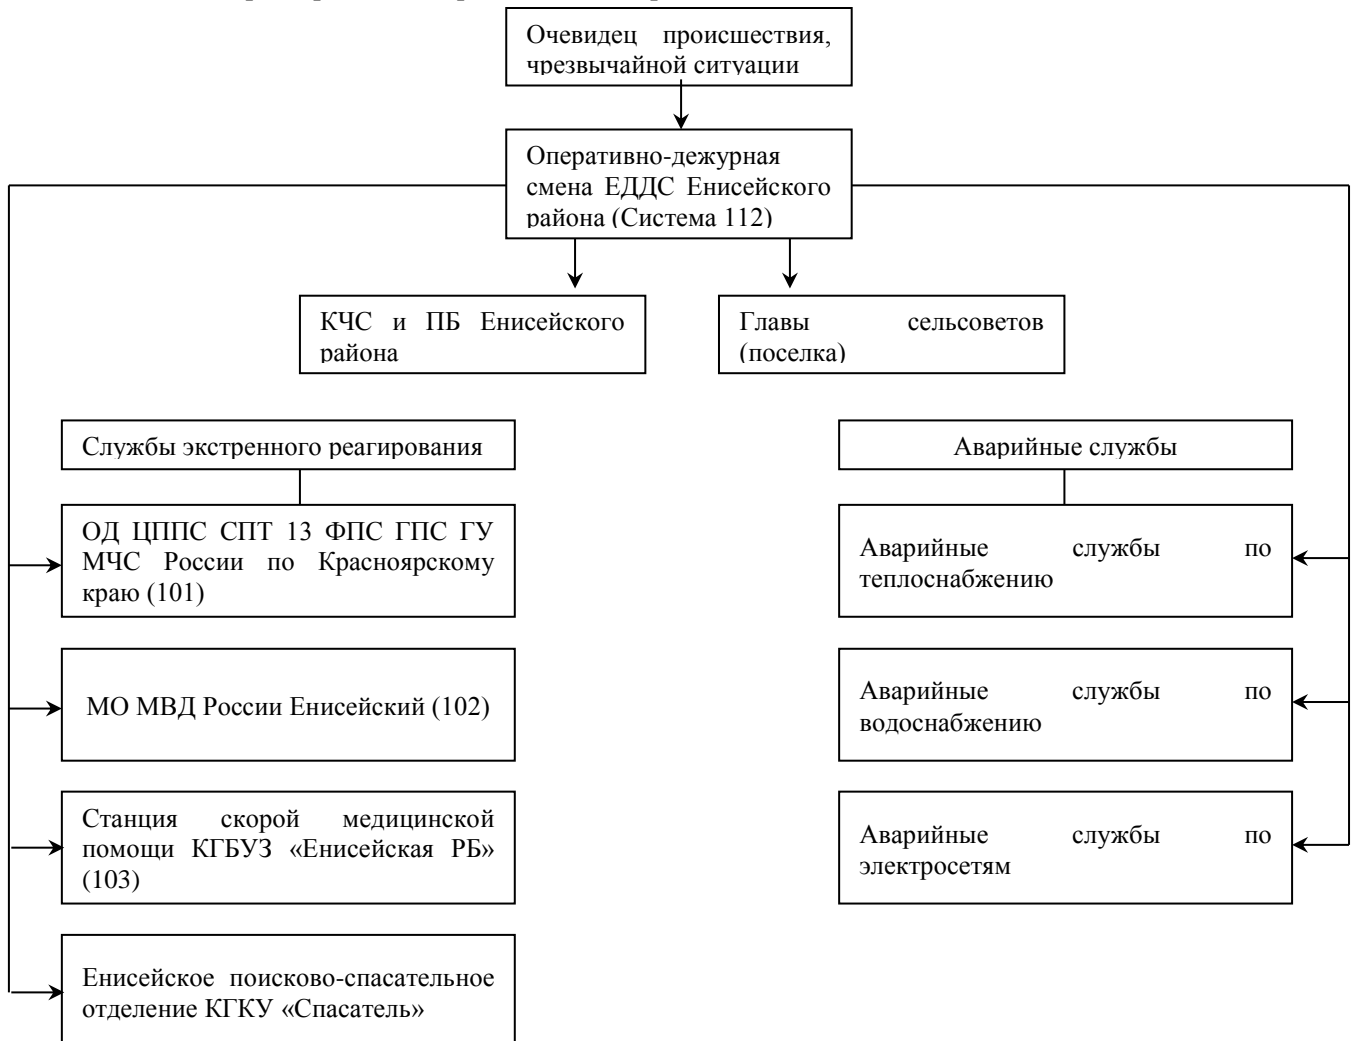 Очевидец происшествия,
чрезвычайной ситуации
Оперативно-дежурная
смена ЕДДС Енисейского
района (Система 112)
КЧС и ПБ Енисейского
района
Главы сельсоветов
(поселка)
Службы экстренного реагирования
ОД ЦППС СПТ 13 ФПС ГПС ГУ
МЧС России по Красноярскому
краю (101)
МО МВД России Енисейский (102)
Станция скорой медицинской
помощи КГБУЗ «Енисейская РБ»
(103)
Енисейское поисково-спасательное
отделение КГКУ «Спасатель»
Аварийные службы
Аварийные службы по
теплоснабжению
Аварийные службы по
водоснабжению
Аварийные службы по
электросетям